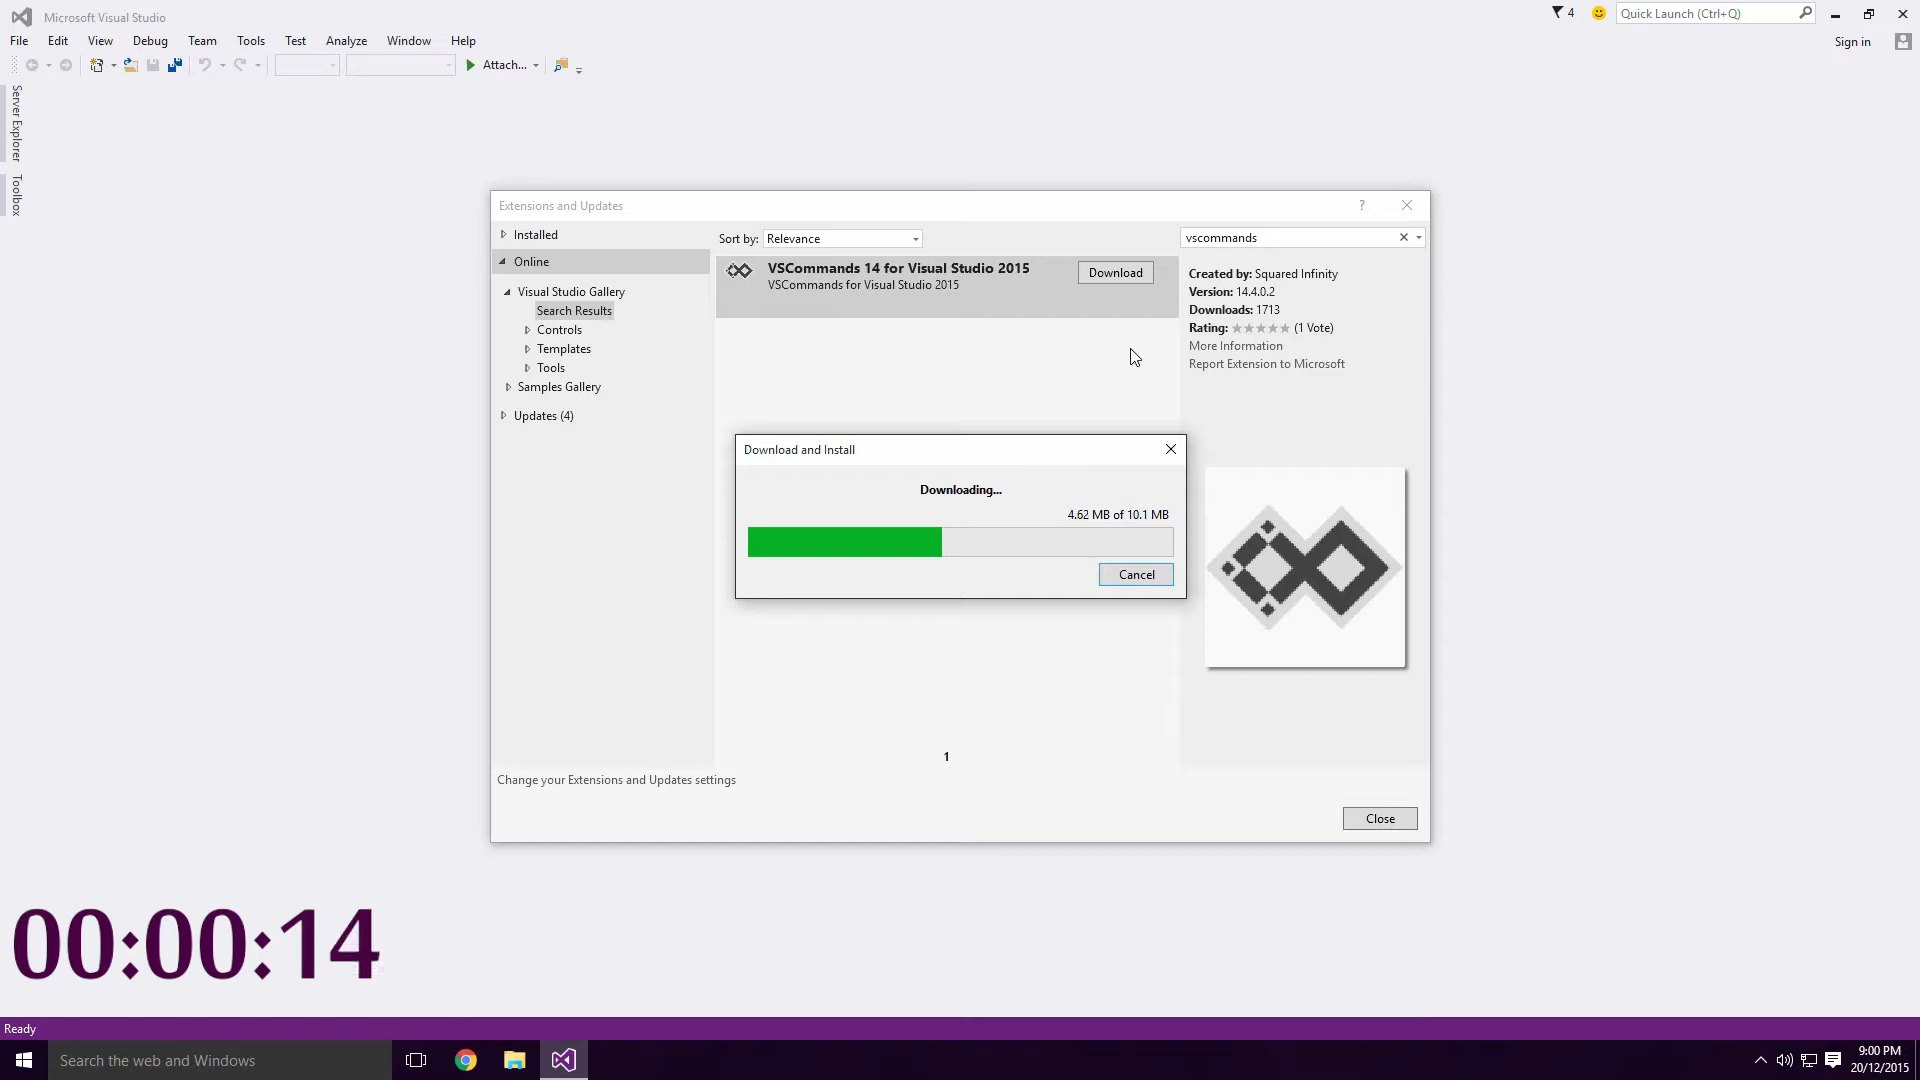 Microsoft Visual Studio
4
Quick Launch (Ctrl+Q)
File Edit View Debug Team Tools Test Analyze Window Help
Sign in
Attach...
Server Explorer
Toolbox
Extensions and Updates
?
Installed
Online
Visual Studio Gallery
Search Results
Controls
Templates
Tools
Samples Gallery
Updates (4)
Sort by: Relevance
VSCommands 14 for Visual Studio 2015
VSCommands for Visual Studio 2015
Download
vscommands
Created by: Squared Infinity
Version: 14.4.0.2
Downloads: 1713
Rating: (1 Vote)
More Information
Report Extension to Microsoft
Download and Install
Downloading...
4.62 MB of 10.1 MB
Cancel
1
Change your Extensions and Updates settings
Close
00:00:14
Ready
Search the web and Windows
9:00 PM
20/12/2015